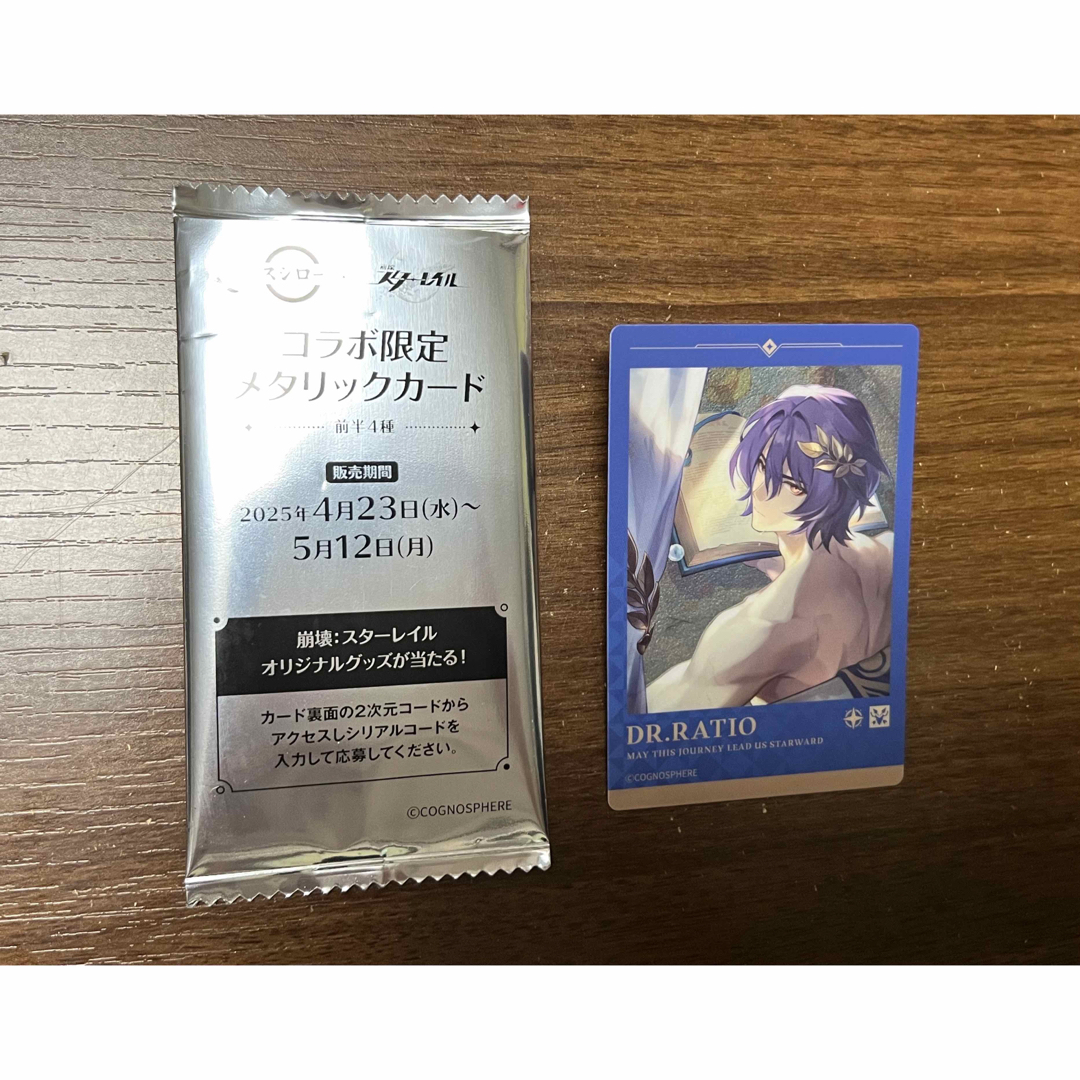 スシロー
崩壊 スターレイル
コラボ限定
メタリックカード
前半4種
販売期間
2025年4月23日(水)～
5月12日(月)
崩壊：スターレイル
オリジナルグッズが当たる！
カード裏面の2次元コードから
アクセスしシリアルコードを
入力して応募してください。
©COGNOSPHERE
DR.RATIO
MAY THIS JOURNEY LEAD US STARWARD
©COGNOSPHERE